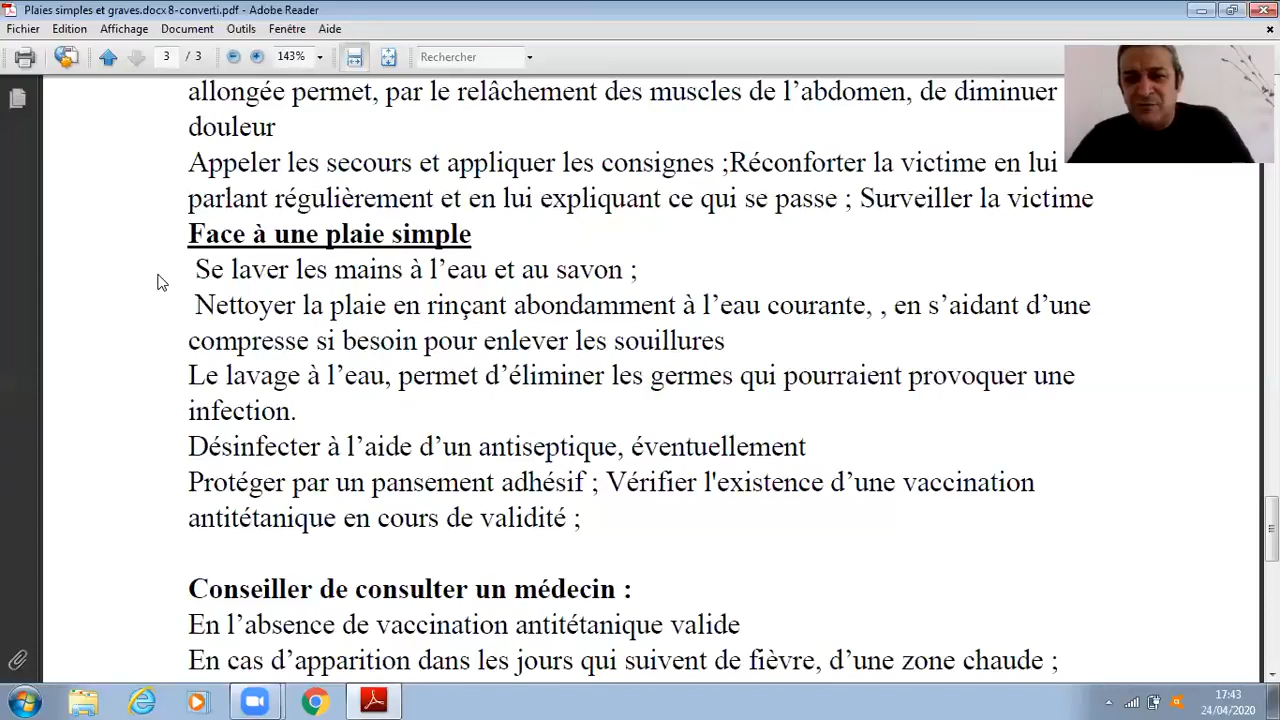 Plaies simples et graves.docx8-converti.pdf - Adobe Reader
Fichier Edition Affichage Document Outils Fenêtre Aide
3 / 3 143% Rechercher
allongée permet, par le relâchement des muscles de l’abdomen, de diminuer
douleur
Appeler les secours et appliquer les consignes ;Réconforter la victime en lui
parlant régulièrement et en lui expliquant ce qui se passe ; Surveiller la victime
Face à une plaie simple
Se laver les mains à l’eau et au savon ;
Nettoyer la plaie en rinçant abondamment à l’eau courante, , en s’aidant d’une
compresse si besoin pour enlever les souillures
Le lavage à l’eau, permet d’éliminer les germes qui pourraient provoquer une
infection.
Désinfecter à l’aide d’un antiseptique, éventuellement
Protéger par un pansement adhésif ; Vérifier l'existence d’une vaccination
antitétanique en cours de validité ;
Conseiller de consulter un médecin :
En l’absence de vaccination antitétanique valide
En cas d’apparition dans les jours qui suivent de fièvre, d’une zone chaude ;
17:43
24/04/2020